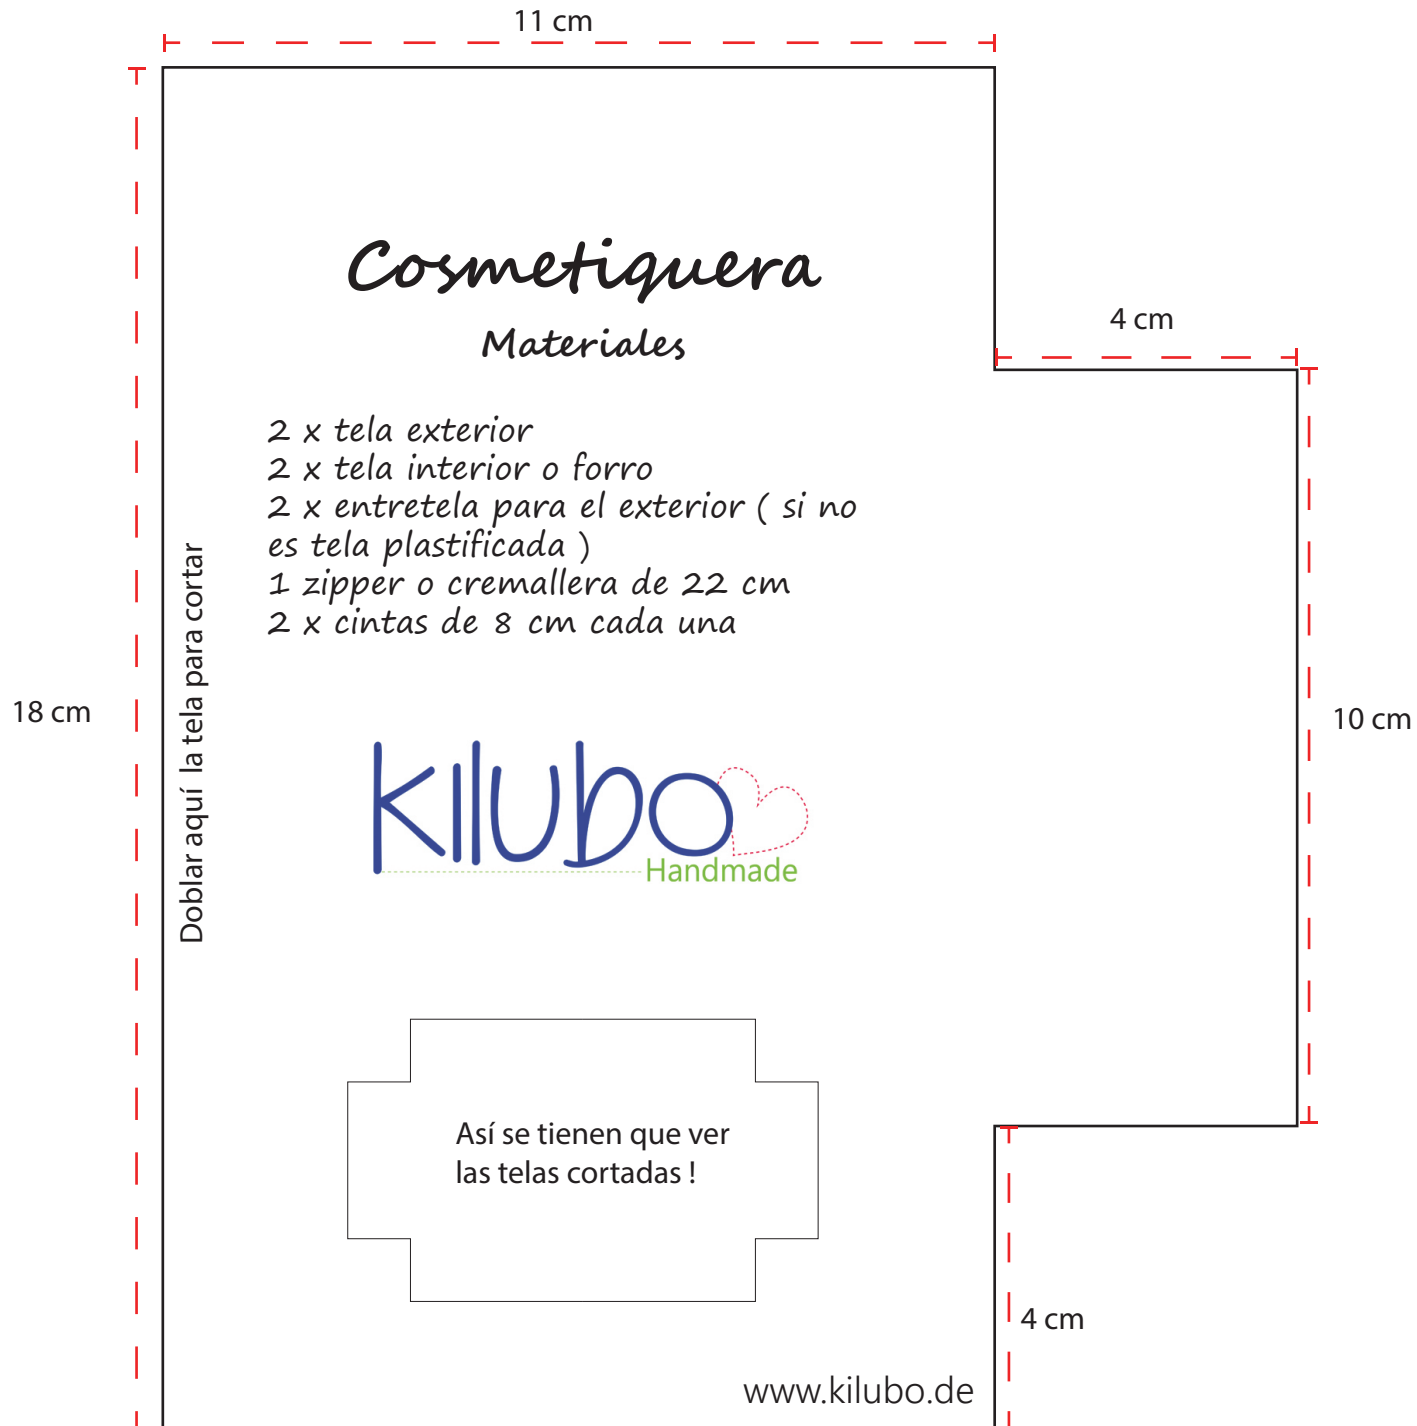 11 cm
Cosmetiquera
4 cm
Materiales
2 x tela exterior
2 x tela interior o forro
2 x entretela para el exterior ( si no
es tela plastificada )
1 zipper o cremallera de 22 cm
2 x cintas de 8 cm cada una
Doblar aquí la tela para cortar
18 cm
10 cm
kilubo
Handmade
Así se tienen que ver
las telas cortadas !
4 cm
www.kilubo.de